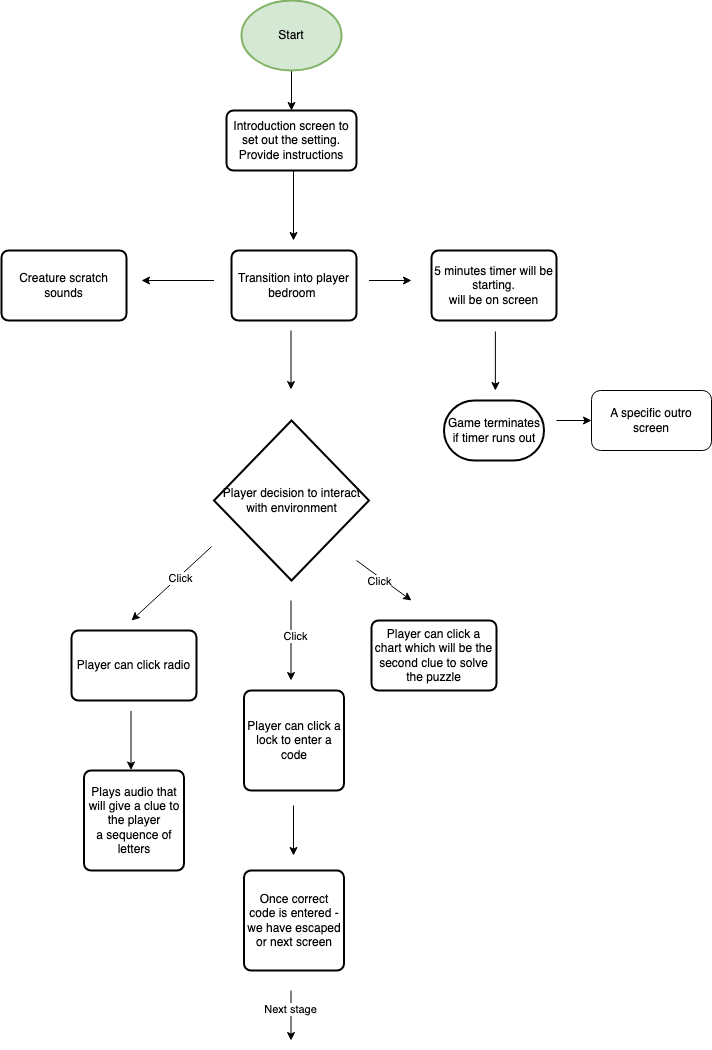 Start
Introduction screen to
set out the setting.
Provide instructions
Creature scratch
sounds
Transition into player
bedroom
5 minutes timer will be
starting.
will be on screen
Game terminates
if timer runs out
A specific outro
screen
Player decision to interact
with environment
Click
Click
Click
Player can click radio
Player can click a
lock to enter a
code
Player can click a
chart which will be the
second clue to solve
the puzzle
Plays audio that
will give a clue to
the player
a sequence of
letters
Once correct
code is entered -
we have escaped
or next screen
Next stage